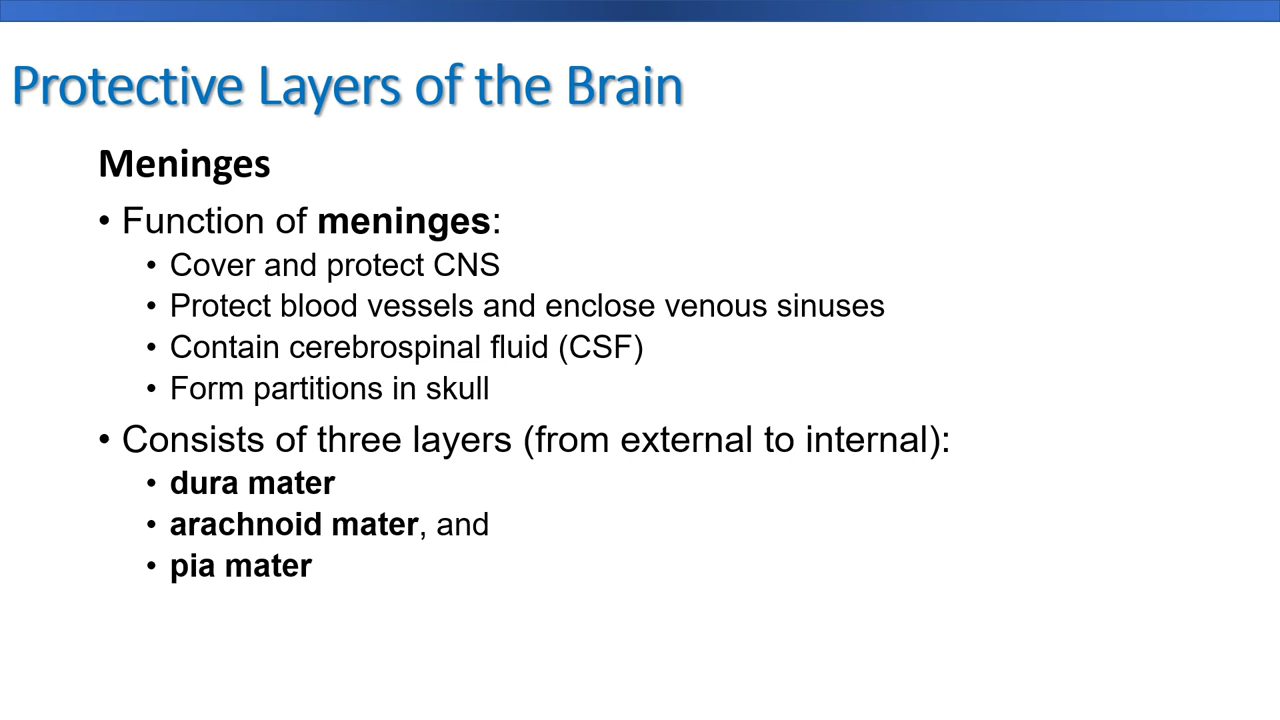 Protective Layers of the Brain
Meninges
• Function of meninges:
• Cover and protect CNS
• Protect blood vessels and enclose venous sinuses
• Contain cerebrospinal fluid (CSF)
• Form partitions in skull
• Consists of three layers (from external to internal):
• dura mater
• arachnoid mater, and
• pia mater